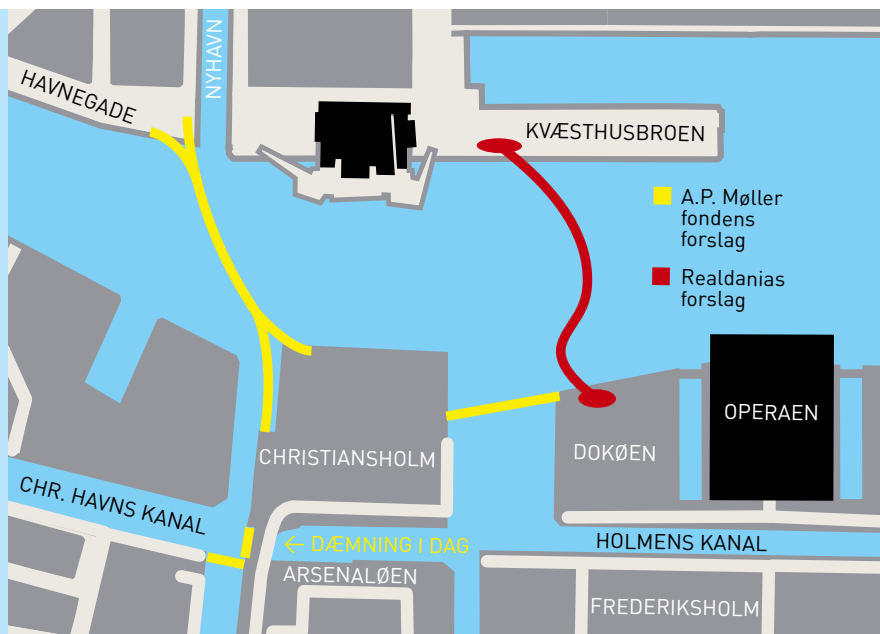 HAVNEGADE
NYHAVN
KVÆSTHUSBROEN
A.P. Møller
fondens
forslag
Realdanias
forslag
OPERAEN
CHRISTIANSHOLM
DOKØEN
CHR. HAVNS KANAL
← DÆMNING I DAG
HOLMENS KANAL
ARSENALØEN
FREDERIKSHOLM